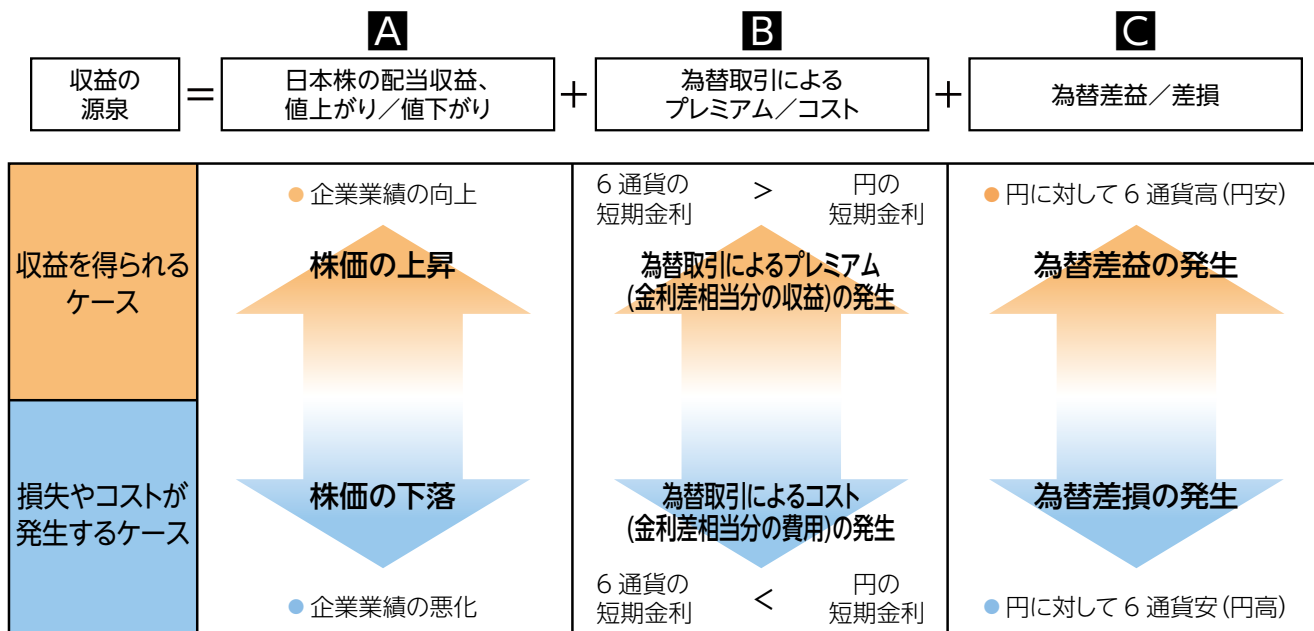 A
B
C
収益の
源泉
=
日本株の配当収益、
値上がり/値下がり
+
為替取引による
プレミアム/コスト
+
為替差益/差損
収益を得られる
ケース
●企業業績の向上
株価の上昇
6 通貨の
短期金利
>
円の
短期金利
為替取引によるプレミアム
(金利差相当分の収益)の発生
●円に対して 6 通貨高(円安)
為替差益の発生
損失やコストが
発生するケース
株価の下落
●企業業績の悪化
為替取引によるコスト
(金利差相当分の費用)の発生
6 通貨の
短期金利
<
円の
短期金利
為替差損の発生
●円に対して 6 通貨安(円高)